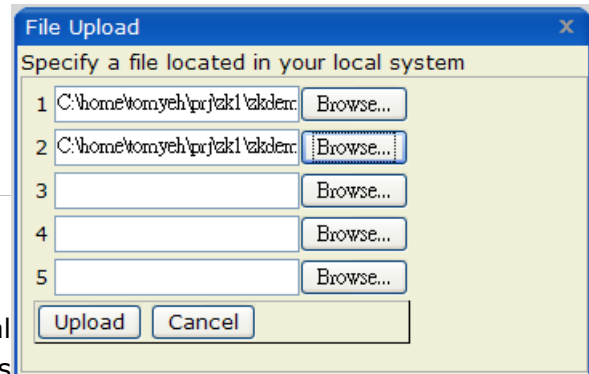 File Upload x
Specify a file located in your local system
1 C:\home\tomyeh\prj\zk1\zkdem Browse...
2 C:\home\tomyeh\prj\zk1\zkdem Browse...
3 Browse...
4 Browse...
5 Browse...
Upload Cancel